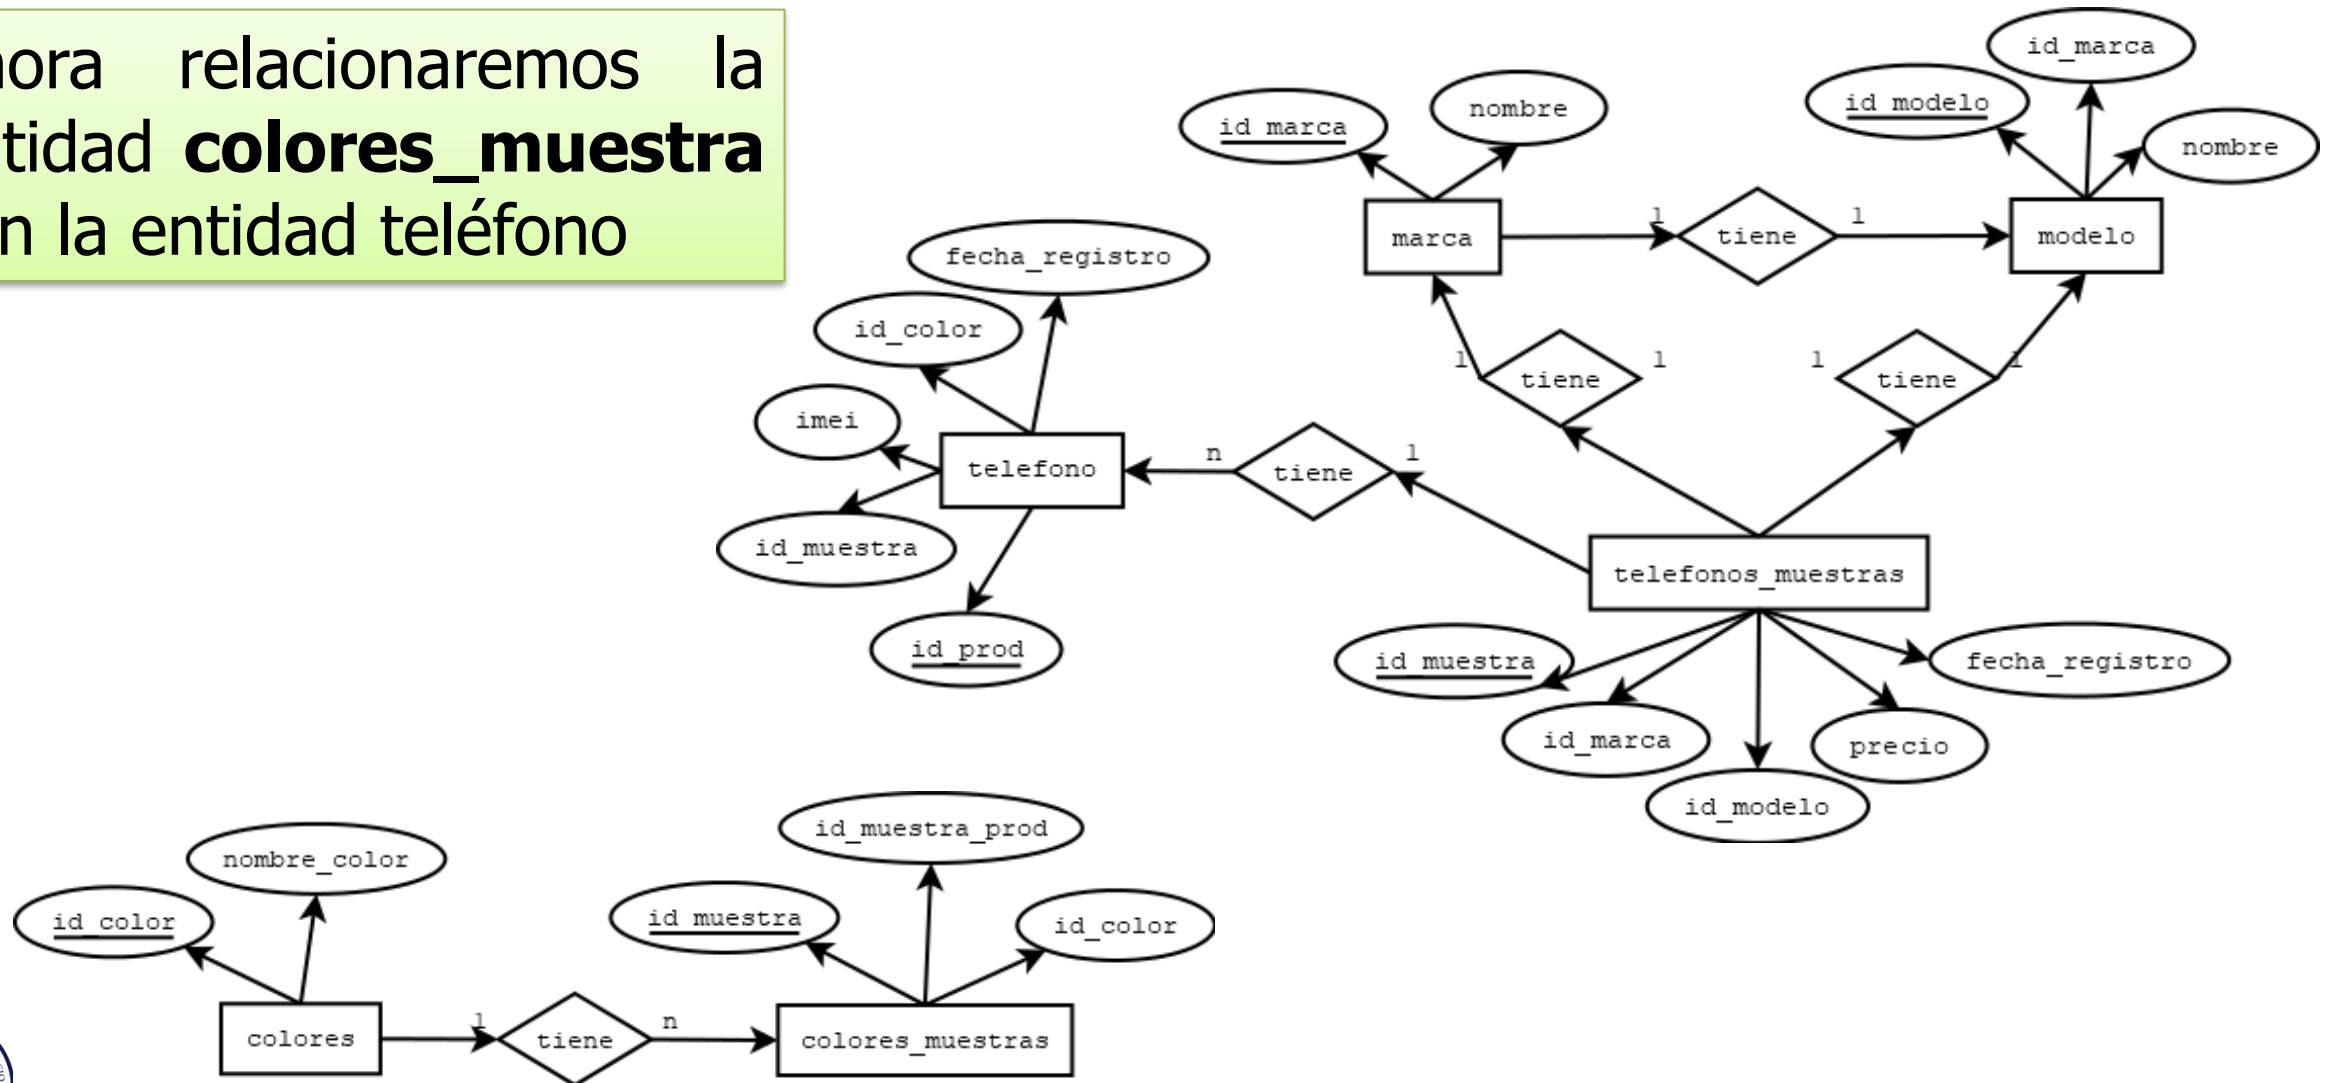 hora relacionaremos la
tidad colores_muestra
n la entidad teléfono
id_marca
nombre
id_modelo
id_marca
nombre
marca
1
tiene
1
modelo
fecha_registro
id_color
imei
id_muestra
id_prod
telefono
n
tiene
1
1
tiene
1
1
tiene
1
telefonos_muestras
id_muestra
id_marca
id_modelo
precio
fecha_registro
id_color
nombre_color
id_muestra
id_muestra_prod
id_color
colores
1
tiene
n
colores_muestras